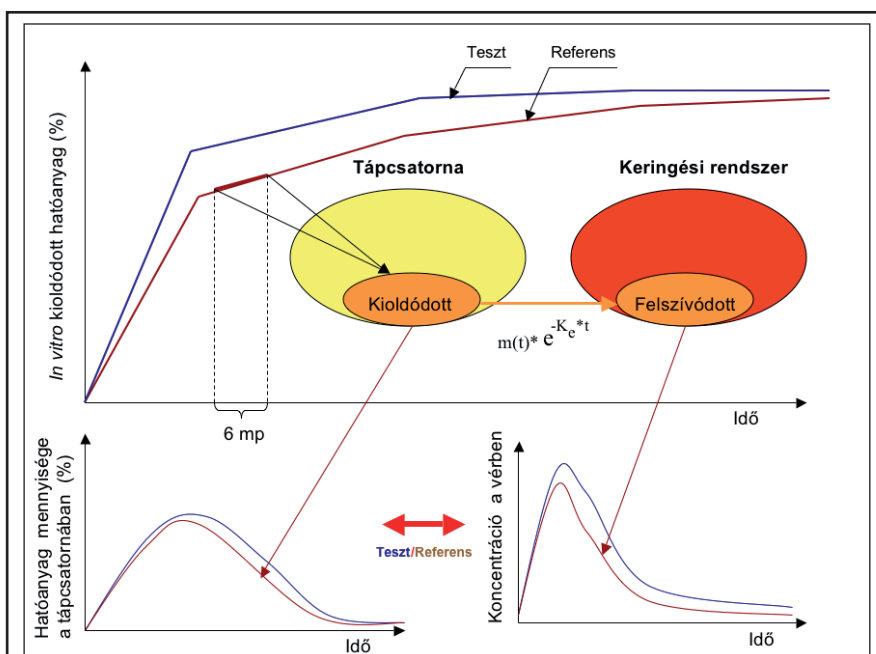 Teszt
Referens
In vitro kioldódott hatóanyag (%)
Tápcsatorna
Keringési rendszer
Kioldódott
Felszívódott
m(t)* e^-K_e*t
Idő
6 mp
Hatóanyag mennyisége
a tápcsatornában (%)
Teszt/Referens
Idő
Koncentráció a vérben
Idő